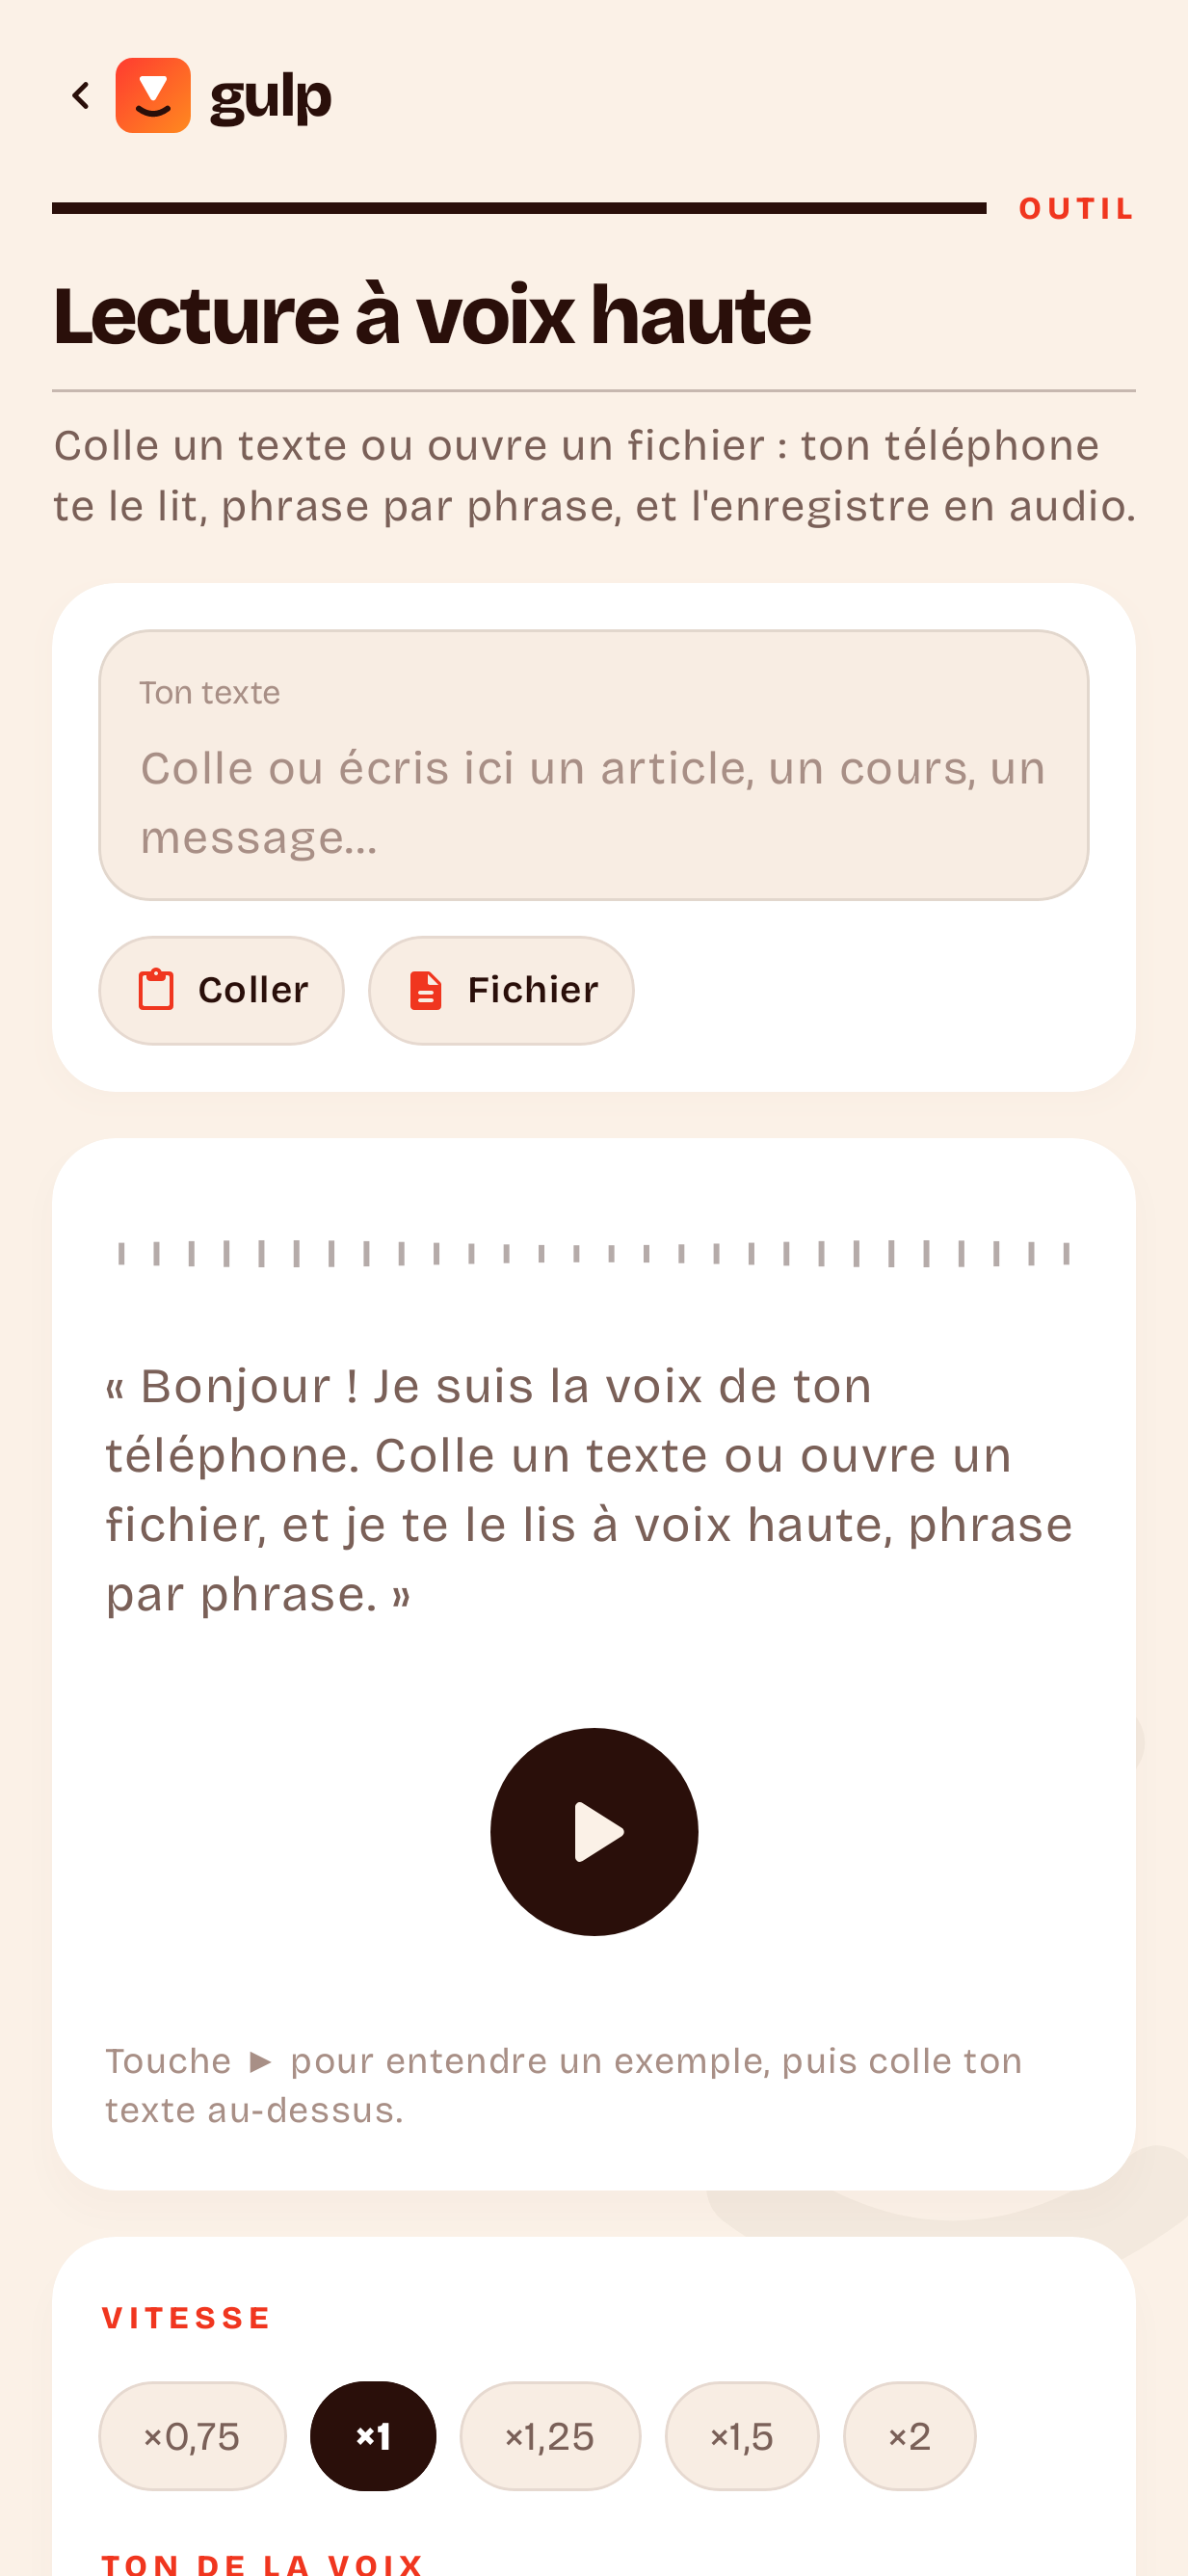 gulp
OUTIL
Lecture à voix haute
Colle un texte ou ouvre un fichier : ton téléphone
te le lit, phrase par phrase, et l'enregistre en audio.
Ton texte
Colle ou écris ici un article, un cours, un
message...
Coller
Fichier
« Bonjour ! Je suis la voix de ton
téléphone. Colle un texte ou ouvre un
fichier, et je te le lis à voix haute, phrase
par phrase. »
Touche ► pour entendre un exemple, puis colle ton
texte au-dessus.
VITESSE
×0,75
×1
×1,25
×1,5
×2
TON DE LA VOIX